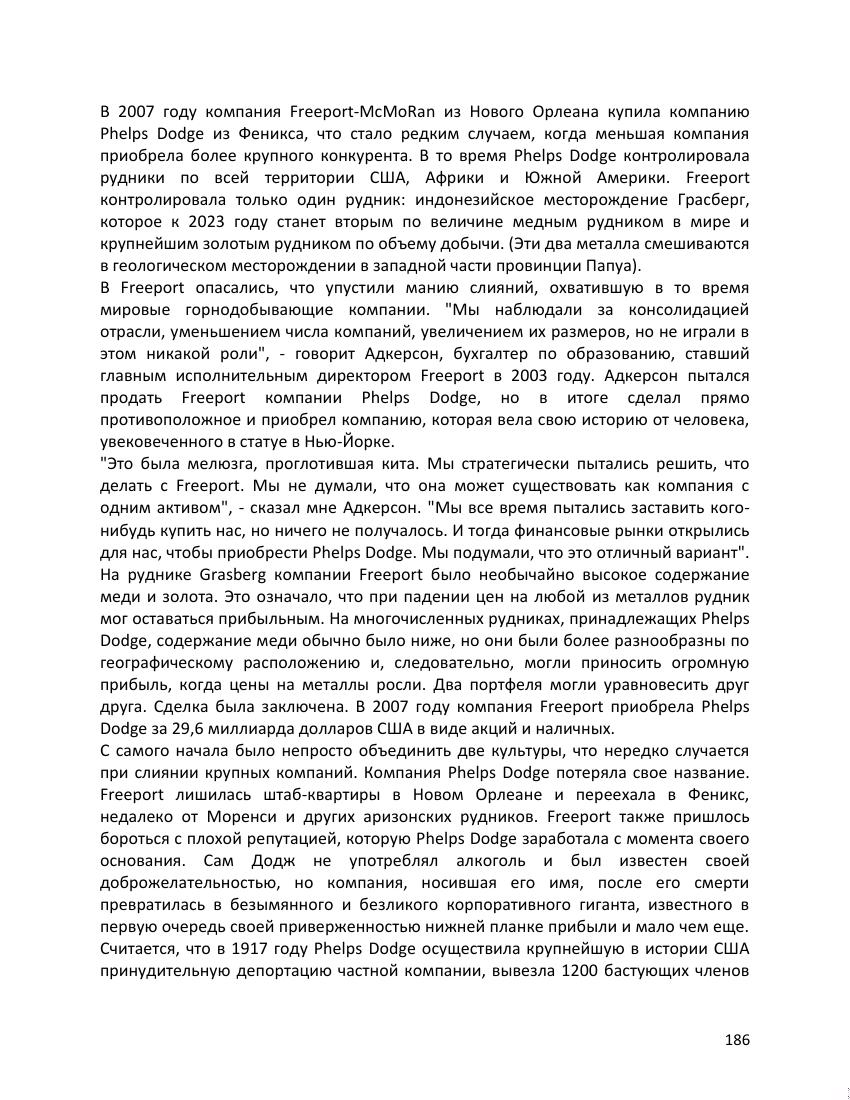 В 2007 году компания Freeport-McMoRan из Нового Орлеана купила компанию
Phelps Dodge из Феникса, что стало редким случаем, когда меньшая компания
приобрела более крупного конкурента. В то время Phelps Dodge контролировала
рудники по всей территории США, Африки и Южной Америки. Freeport
контролировала только один рудник: индонезийское месторождение Грасберг,
которое к 2023 году станет вторым по величине медным рудником в мире и
крупнейшим золотым рудником по объему добычи. (Эти два металла смешиваются
в геологическом месторождении в западной части провинции Папуа).
В Freeport опасались, что упустили манию слияний, охватившую в то время
мировые горнодобывающие компании. "Мы наблюдали за консолидацией
отрасли, уменьшением числа компаний, увеличением их размеров, но не играли в
этом никакой роли", - говорит Адкерсон, бухгалтер по образованию, ставший
главным исполнительным директором Freeport в 2003 году. Адкерсон пытался
продать Freeport компании Phelps Dodge, но в итоге сделал прямо
противоположное и приобрел компанию, которая вела свою историю от человека,
увековеченного в статуе в Нью-Йорке.
"Это была мелюзга, проглотившая кита. Мы стратегически пытались решить, что
делать с Freeport. Мы не думали, что она может существовать как компания с
одним активом", - сказал мне Адкерсон. "Мы все время пытались заставить кого-
нибудь купить нас, но ничего не получалось. И тогда финансовые рынки открылись
для нас, чтобы приобрести Phelps Dodge. Мы подумали, что это отличный вариант".
На руднике Grasberg компании Freeport было необычайно высокое содержание
меди и золота. Это означало, что при падении цен на любой из металлов рудник
мог оставаться прибыльным. На многочисленных рудниках, принадлежащих Phelps
Dodge, содержание меди обычно было ниже, но они были более разнообразны по
географическому расположению и, следовательно, могли приносить огромную
прибыль, когда цены на металлы росли. Два портфеля могли уравновесить друг
друга. Сделка была заключена. В 2007 году компания Freeport приобрела Phelps
Dodge за 29,6 миллиарда долларов США в виде акций и наличных.
С самого начала было непросто объединить две культуры, что нередко случается
при слиянии крупных компаний. Компания Phelps Dodge потеряла свое название.
Freeport лишилась штаб-квартиры в Новом Орлеане и переехала в Феникс,
недалеко от Моренси и других аризонских рудников. Freeport также пришлось
бороться с плохой репутацией, которую Phelps Dodge заработала с момента своего
основания. Сам Додж не употреблял алкоголь и был известен своей
доброжелательностью, но компания, носившая его имя, после его смерти
превратилась в безымянного и безликого корпоративного гиганта, известного в
первую очередь своей приверженностью нижней планке прибыли и мало чем еще.
Считается, что в 1917 году Phelps Dodge осуществила крупнейшую в истории США
принудительную депортацию частной компании, вывезла 1200 бастующих членов
186